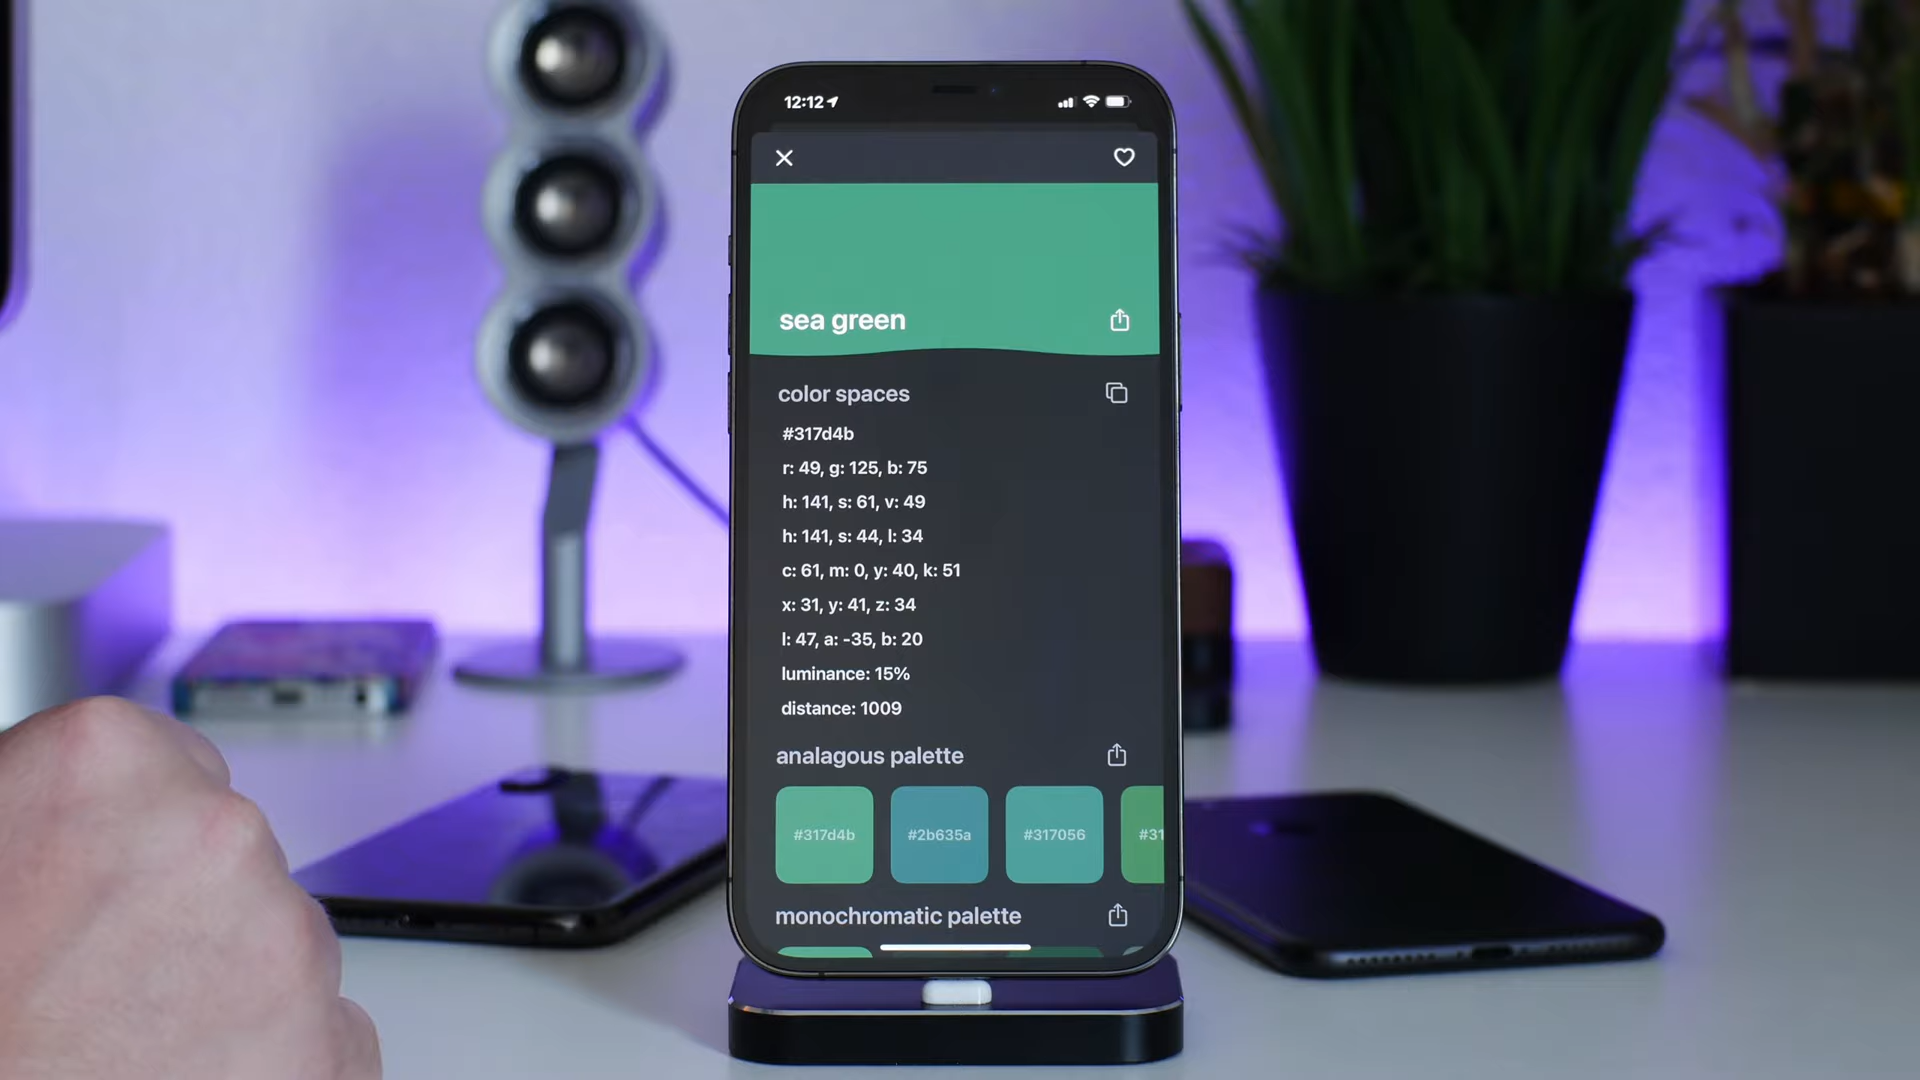 12:12
sea green
color spaces
#317d4b
r: 49, g: 125, b: 75
h: 141, s: 61, v: 49
h: 141, s: 44, l: 34
c: 61, m: 0, y: 40, k: 51
x: 31, y: 41, z: 34
l: 47, a: -35, b: 20
luminance: 15%
distance: 1009
analagous palette
#317d4b #2b635a #317056 #31
monochromatic palette